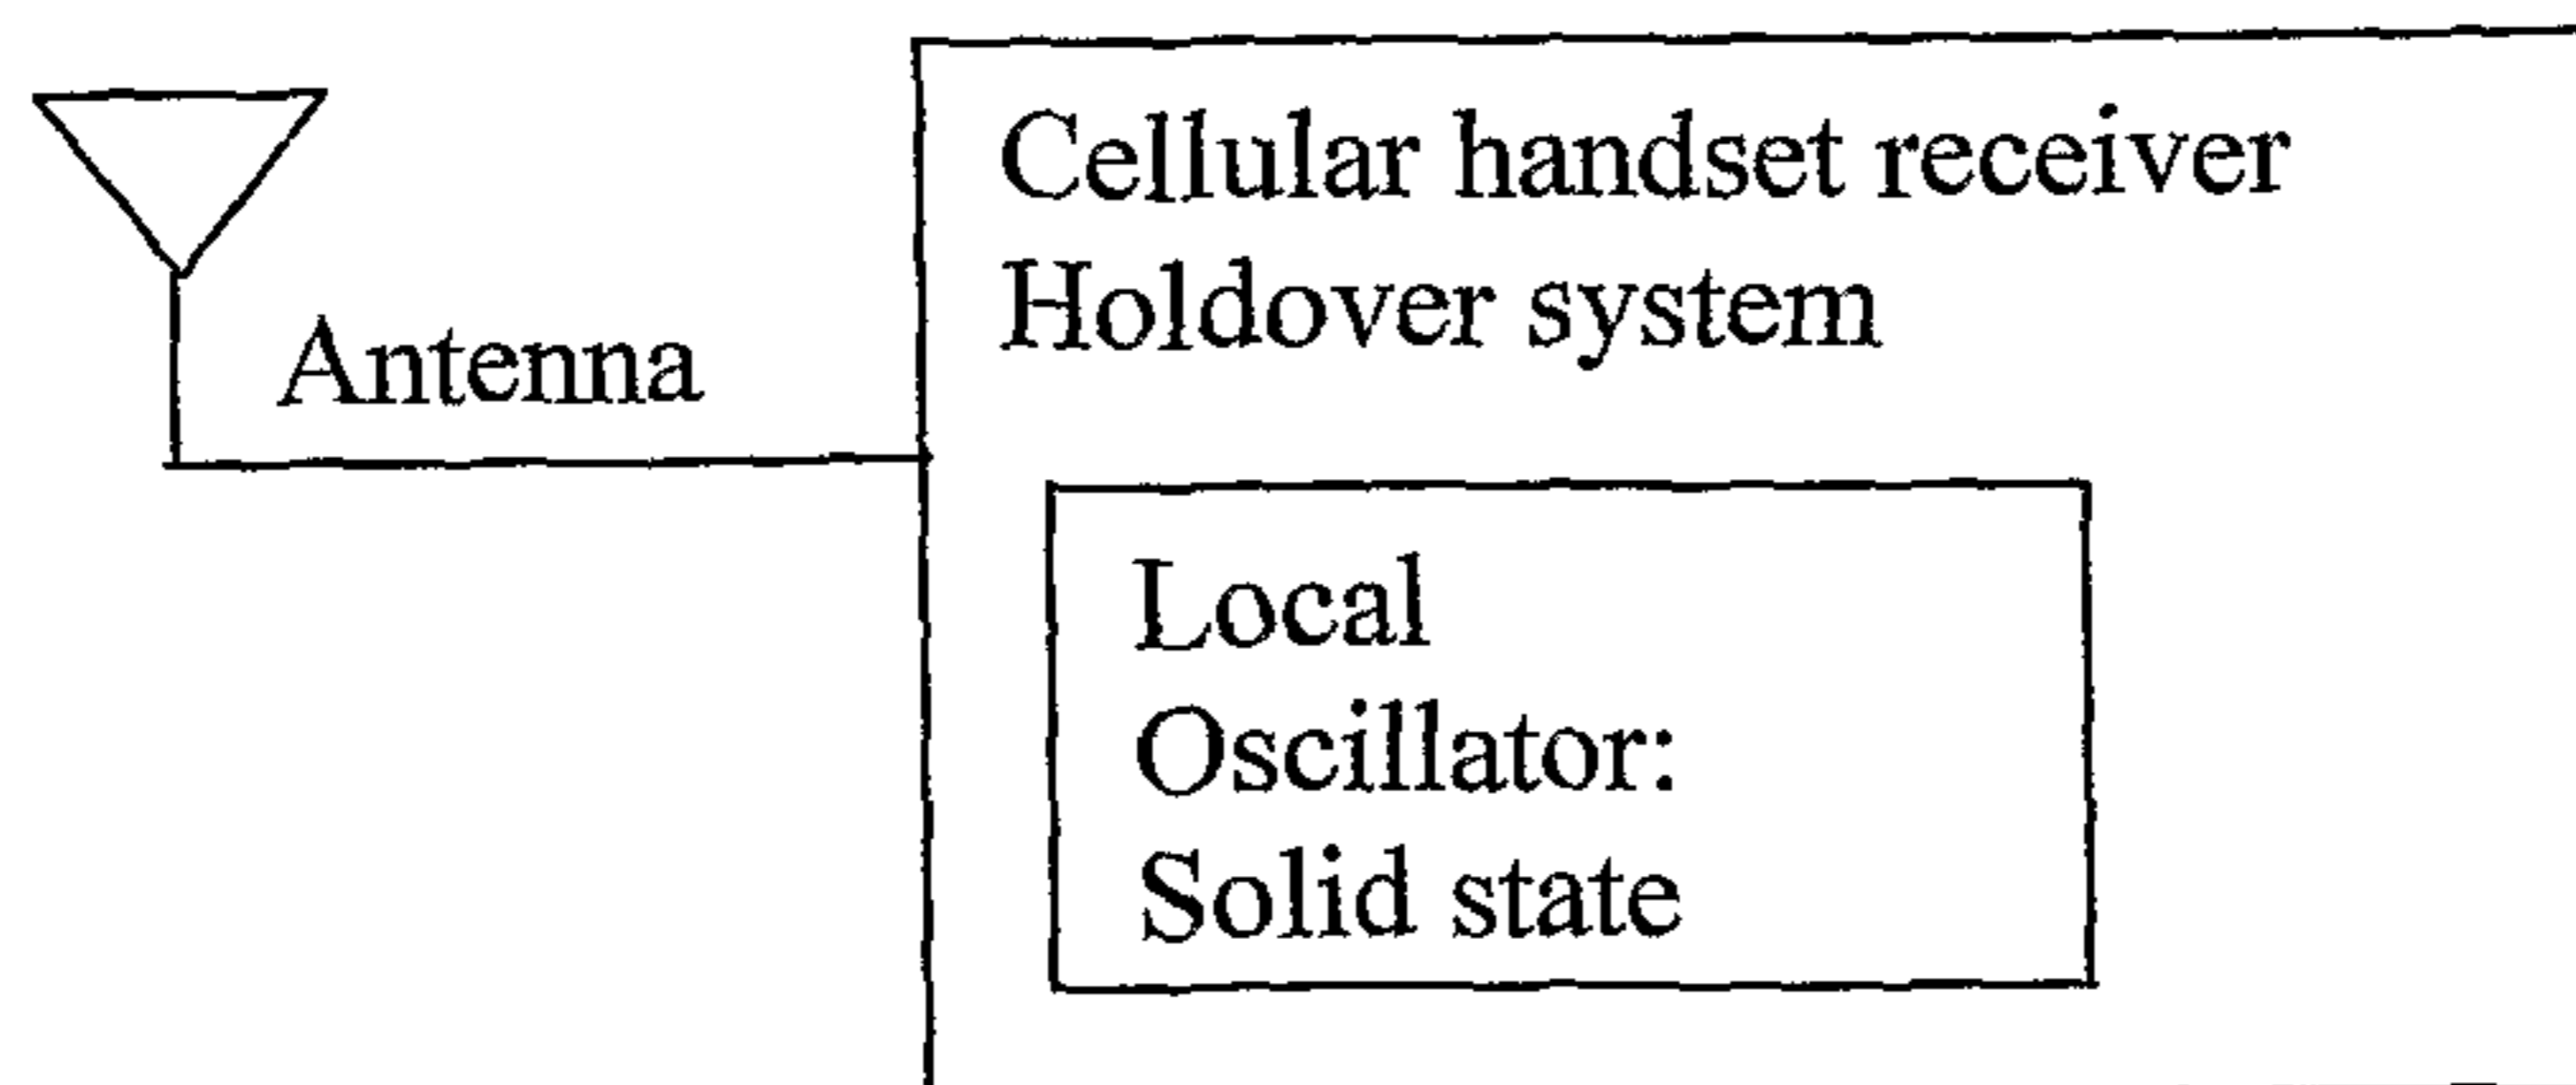 Cellular handset receiver
Holdover system
Antenna
Local
Oscillator:
Solid state